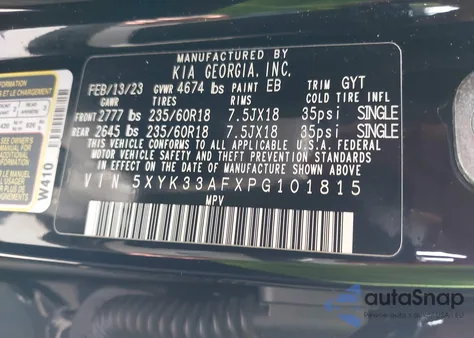 MANUFACTURED BY
KIA GEORGIA, INC.
FEB/13/23 GVWR 4674 lbs PAINT EB TRIM GYT
GAWR TIRES RIMS COLD TIRE INFL.
FRONT 2777 lbs 235/60R18 7.5JX18 35psi SINGLE
REAR 2645 lbs 235/60R18 7.5JX18 35psi SINGLE
THIS VEHICLE CONFORMS TO ALL APPLICABLE U.S.A. FEDERAL
MOTOR VEHICLE SAFETY, BUMPER, AND THEFT PREVENTION
STANDARDS IN EFFECT ON THE DATE OF MANUFACTURE SHOWN ABOVE
VIN 5XYK33AFXPG101815
MPV
W410
autoSnap